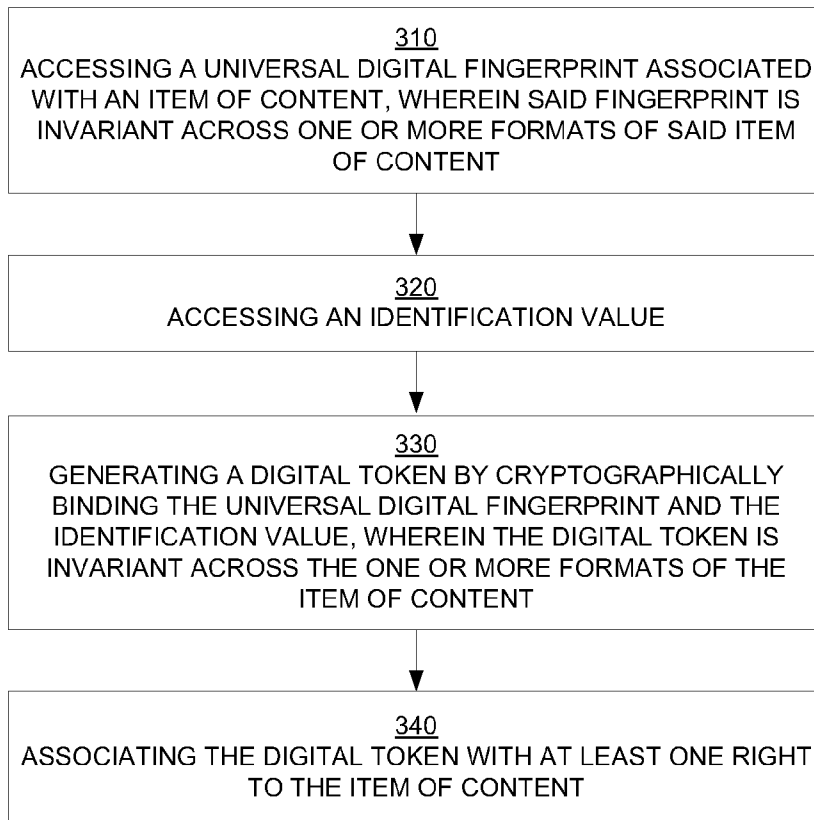 310
ACCESSING A UNIVERSAL DIGITAL FINGERPRINT ASSOCIATED
WITH AN ITEM OF CONTENT, WHEREIN SAID FINGERPRINT IS
INVARIANT ACROSS ONE OR MORE FORMATS OF SAID ITEM
OF CONTENT
320
ACCESSING AN IDENTIFICATION VALUE
330
GENERATING A DIGITAL TOKEN BY CRYPTOGRAPHICALLY
BINDING THE UNIVERSAL DIGITAL FINGERPRINT AND THE
IDENTIFICATION VALUE, WHEREIN THE DIGITAL TOKEN IS
INVARIANT ACROSS THE ONE OR MORE FORMATS OF THE
ITEM OF CONTENT
340
ASSOCIATING THE DIGITAL TOKEN WITH AT LEAST ONE RIGHT
TO THE ITEM OF CONTENT